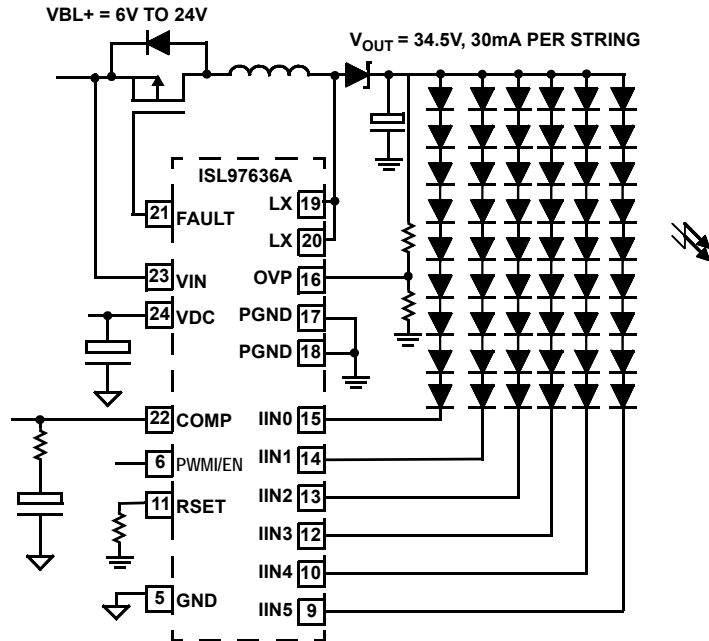 VBL+ = 6V TO 24V
VOUT = 34.5V, 30mA PER STRING
ISL97636A
21 FAULT
LX 19
LX 20
23 VIN
OVP 16
24 VDC
PGND 17
PGND 18
22 COMP
IIN0 15
6 PWMI/EN
IIN1 14
11 RSET
IIN2 13
IIN3 12
IIN4 10
5 GND
IIN5 9